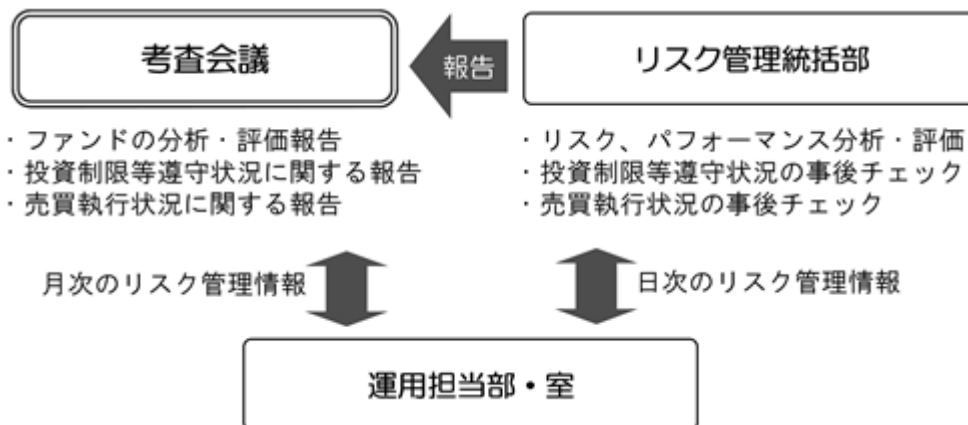 考査会議
報告
リスク管理統括部
・ファンドの分析・評価報告
・投資制限等遵守状況に関する報告
・売買執行状況に関する報告
・リスク、パフォーマンス分析・評価
・投資制限等遵守状況の事後チェック
・売買執行状況の事後チェック
月次のリスク管理情報
日次のリスク管理情報
運用担当部・室